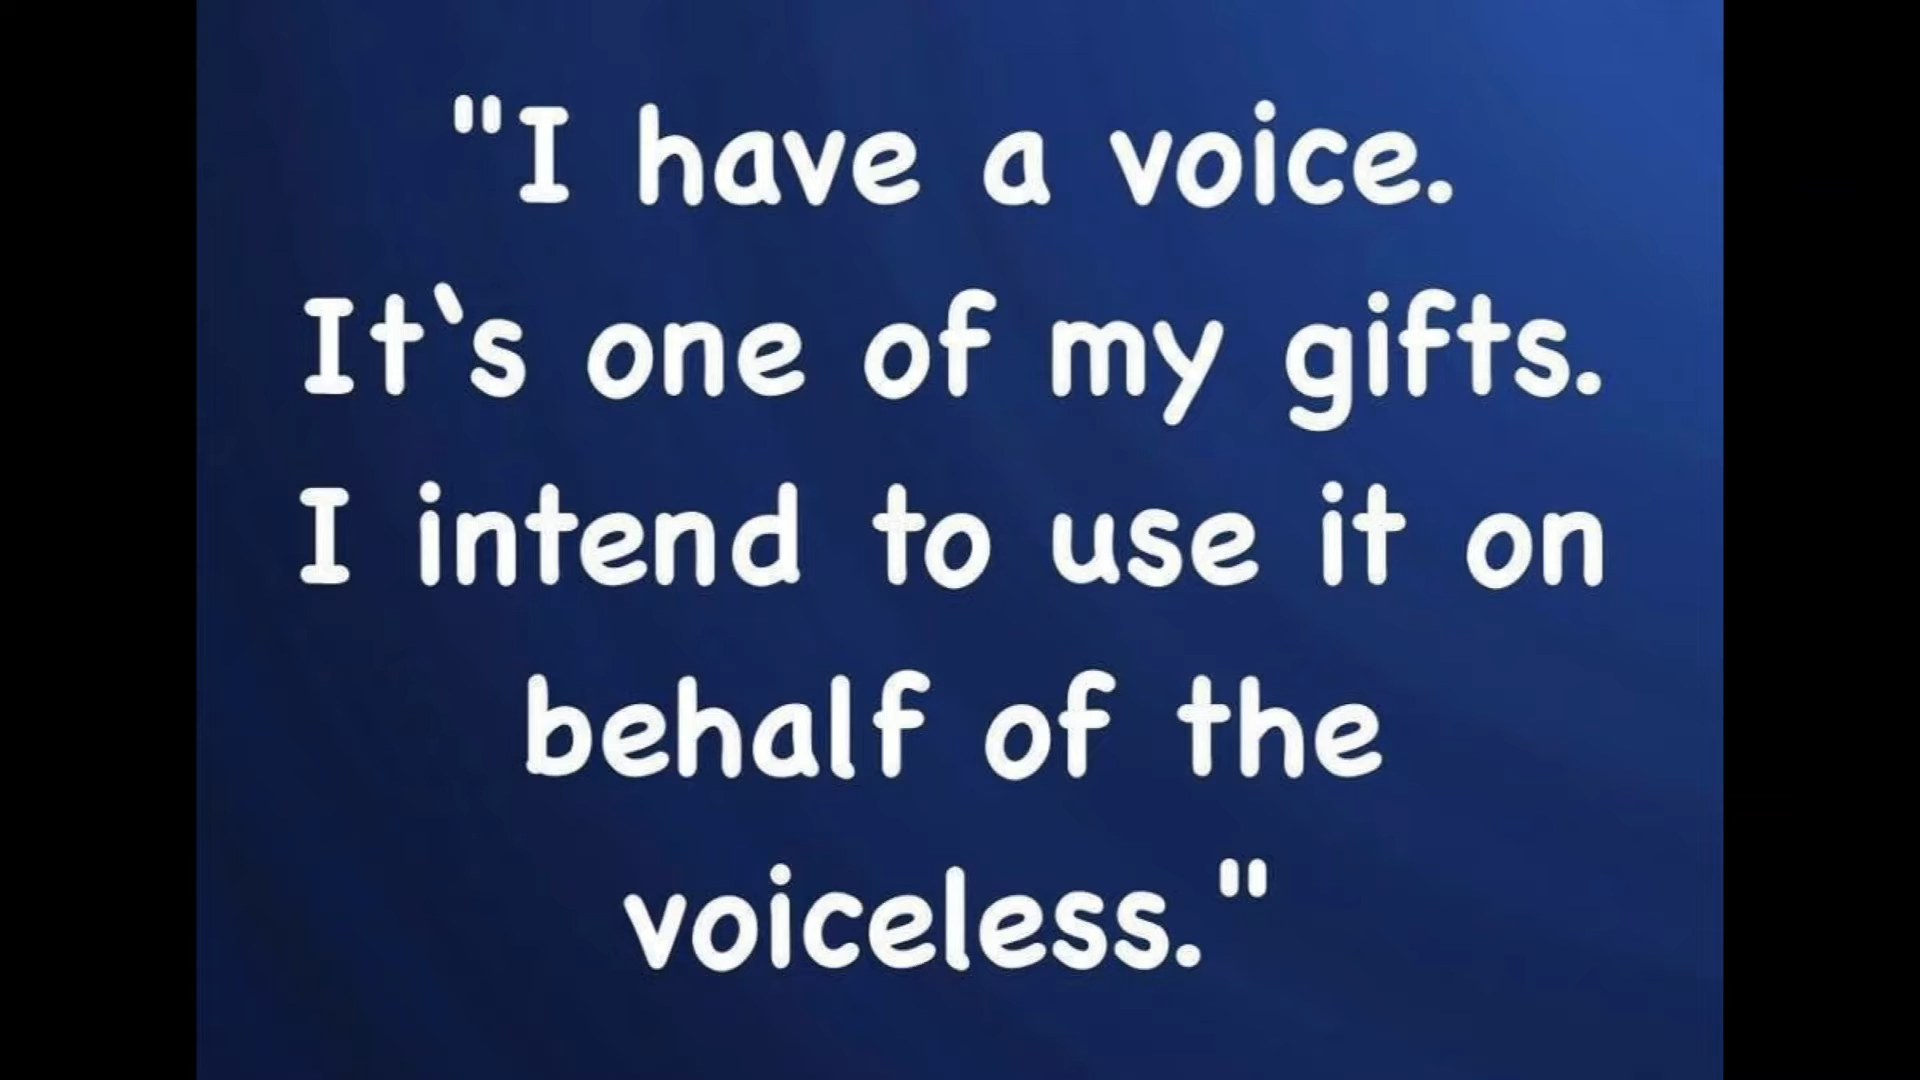 "I have a voice.
It`s one of my gifts.
I intend to use it on
behalf of the
voiceless."